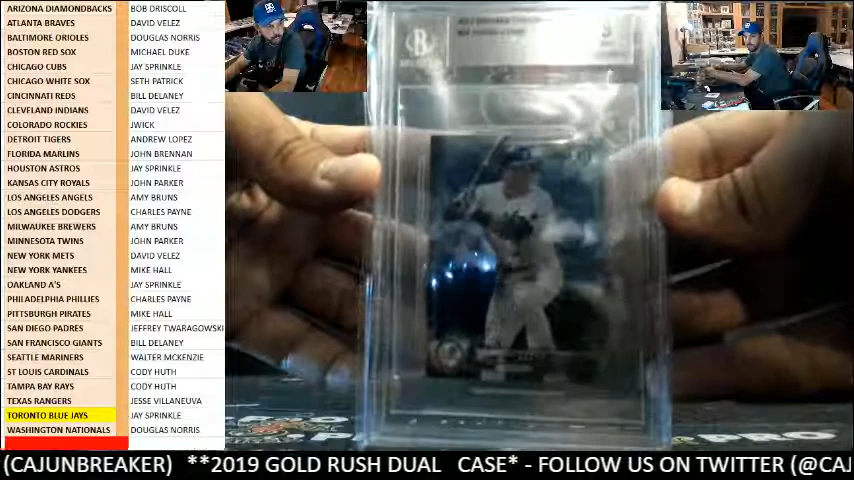 ARIZONA DIAMONDBACKS BOB DRISCOLL
ATLANTA BRAVES DAVID VELEZ
BALTIMORE ORIOLES DOUGLAS NORRIS
BOSTON RED SOX MICHAEL DUKE
CHICAGO CUBS JAY SPRINKLE
CHICAGO WHITE SOX SETH PATRICK
CINCINNATI REDS BILL DELANEY
CLEVELAND INDIANS DAVID VELEZ
COLORADO ROCKIES JWICK
DETROIT TIGERS ANDREW LOPEZ
FLORIDA MARLINS JOHN BRENNAN
HOUSTON ASTROS JAY SPRINKLE
KANSAS CITY ROYALS JOHN PARKER
LOS ANGELES ANGELS AMY BRUNS
LOS ANGELES DODGERS CHARLES PAYNE
MILWAUKEE BREWERS AMY BRUNS
MINNESOTA TWINS JOHN PARKER
NEW YORK METS DAVID VELEZ
NEW YORK YANKEES MIKE HALL
OAKLAND A'S JAY SPRINKLE
PHILADELPHIA PHILLIES CHARLES PAYNE
PITTSBURGH PIRATES MIKE HALL
SAN DIEGO PADRES JEFFREY TWARAGOWSKI
SAN FRANCISCO GIANTS BILL DELANEY
SEATTLE MARINERS WALTER MCKENZIE
ST LOUIS CARDINALS CODY HUTH
TAMPA BAY RAYS CODY HUTH
TEXAS RANGERS JESSE VILLANEUVA
TORONTO BLUE JAYS JAY SPRINKLE
WASHINGTON NATIONALS DOUGLAS NORRIS
PRO
(CAJUNBREAKER) **2019 GOLD RUSH DUAL CASE* - FOLLOW US ON TWITTER (@CAJ